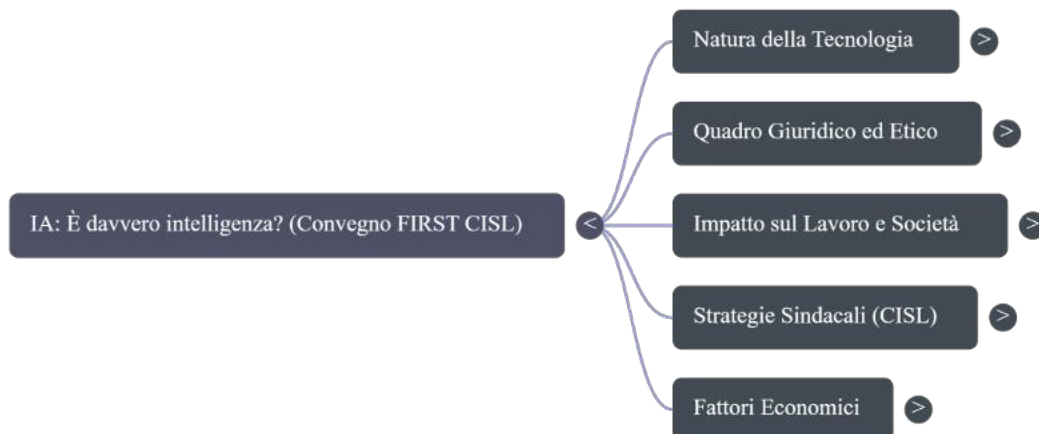 Natura della Tecnologia >
Quadro Giuridico ed Etico >
IA: È davvero intelligenza? (Convegno FIRST CISL) <
Impatto sul Lavoro e Società >
Strategie Sindacali (CISL) >
Fattori Economici >